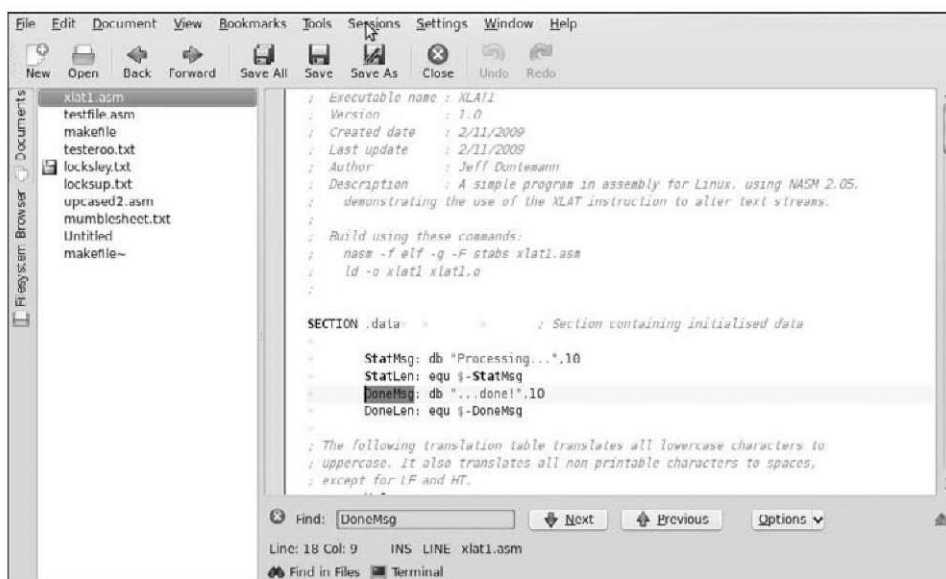 File Edit Document View Bookmarks Tools Sessions Settings Window Help
New Open Back Forward Save All Save Save As Close Undo Redo
Documents
Filesystem Browser
xlat1.asm
testfile.asm
makefile
testeroo.txt
locksley.txt
locksup.txt
upcased2.asm
mumblesheet.txt
Untitled
makefile~
; Executable name : XLAT1
; Version : 1.0
; Created date : 2/11/2009
; Last update : 2/11/2009
; Author : Jeff Duntemann
; Description : A simple program in assembly for Linux, using NASM 2.05,
; demonstrating the use of the XLAT instruction to alter text streams.
;
; Build using these commands:
; nasm -f elf -g -F stabs xlat1.asm
; ld -o xlat1 xlat1.o
;
SECTION .data ; Section containing initialised data
StatMsg: db "Processing...",10
StatLen: equ $-StatMsg
DoneMsg: db "...done!",10
DoneLen: equ $-DoneMsg
; The following translation table translates all lowercase characters to
; uppercase. It also translates all non printable characters to spaces,
; except for LF and HT.
Find: DoneMsg Next Previous Options
Line: 18 Col: 9 INS LINE xlat1.asm
Find in Files Terminal